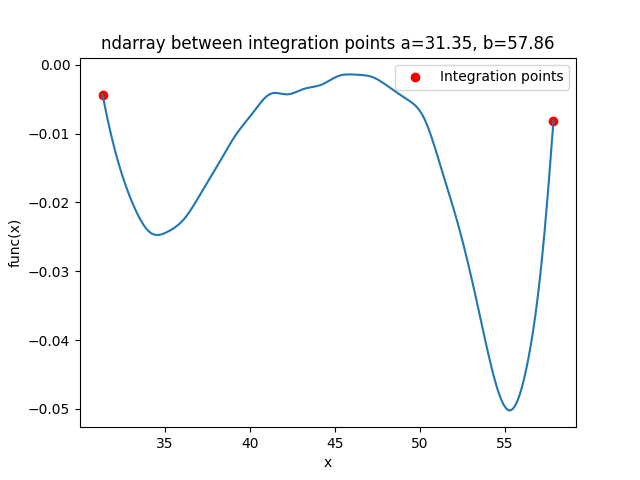 ndarray between integration points a=31.35, b=57.86
Integration points
0.00
−0.01
−0.02
−0.03
−0.04
−0.05
func(x)
35
40
45
50
55
x